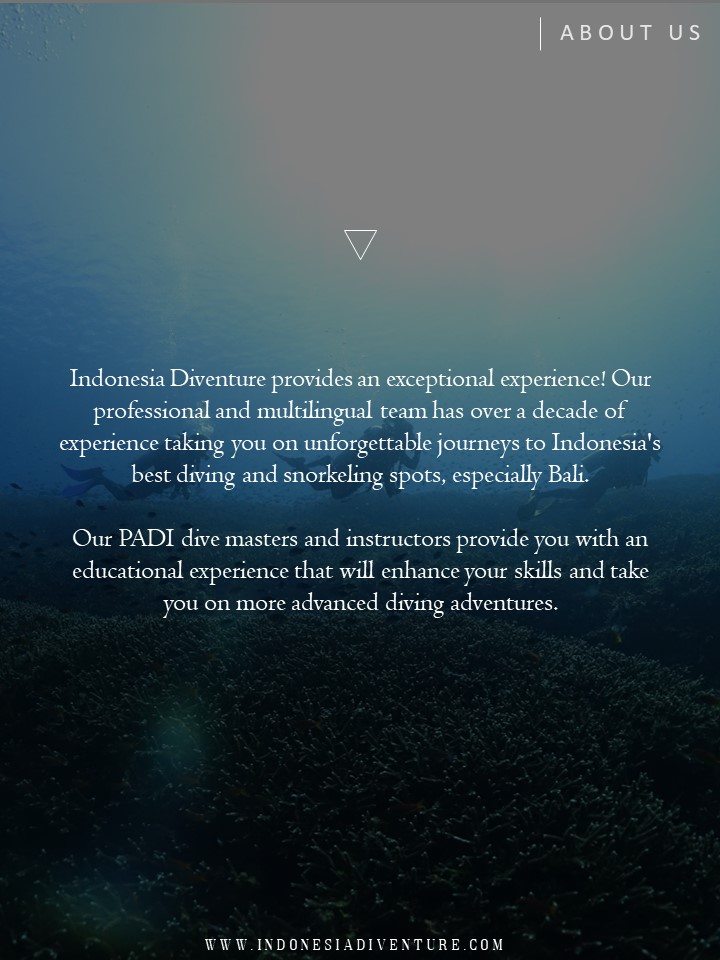 ABOUT US
Indonesia Diventure provides an exceptional experience! Our
professional and multilingual team has over a decade of
experience taking you on unforgettable journeys to Indonesia's
best diving and snorkeling spots, especially Bali.
Our PADI dive masters and instructors provide you with an
educational experience that will enhance your skills and take
you on more advanced diving adventures.
WWW.INDONESIADIVENTURE.COM